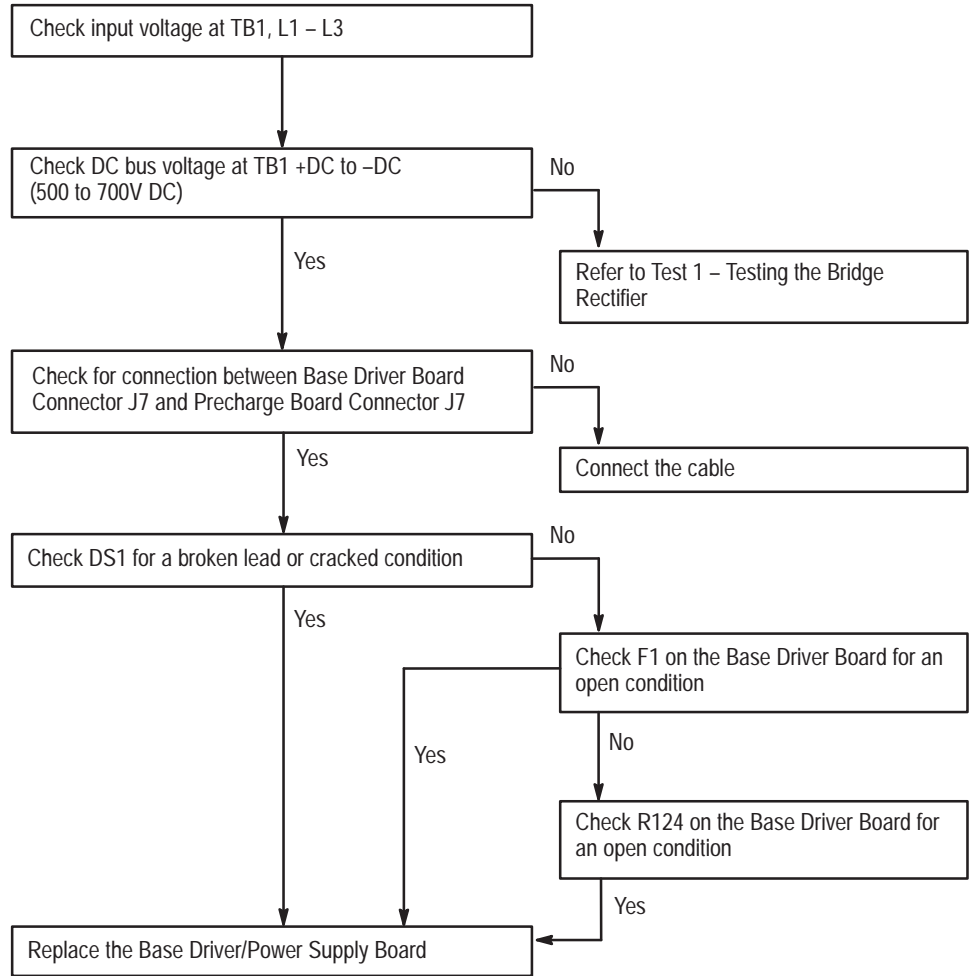 Check input voltage at TB1, L1 – L3
Check DC bus voltage at TB1 +DC to –DC
(500 to 700V DC)
No
Yes
Refer to Test 1 – Testing the Bridge
Rectifier
Check for connection between Base Driver Board
Connector J7 and Precharge Board Connector J7
No
Yes
Connect the cable
Check DS1 for a broken lead or cracked condition
No
Yes
Check F1 on the Base Driver Board for an
open condition
Yes
No
Check R124 on the Base Driver Board for
an open condition
Yes
Replace the Base Driver/Power Supply Board